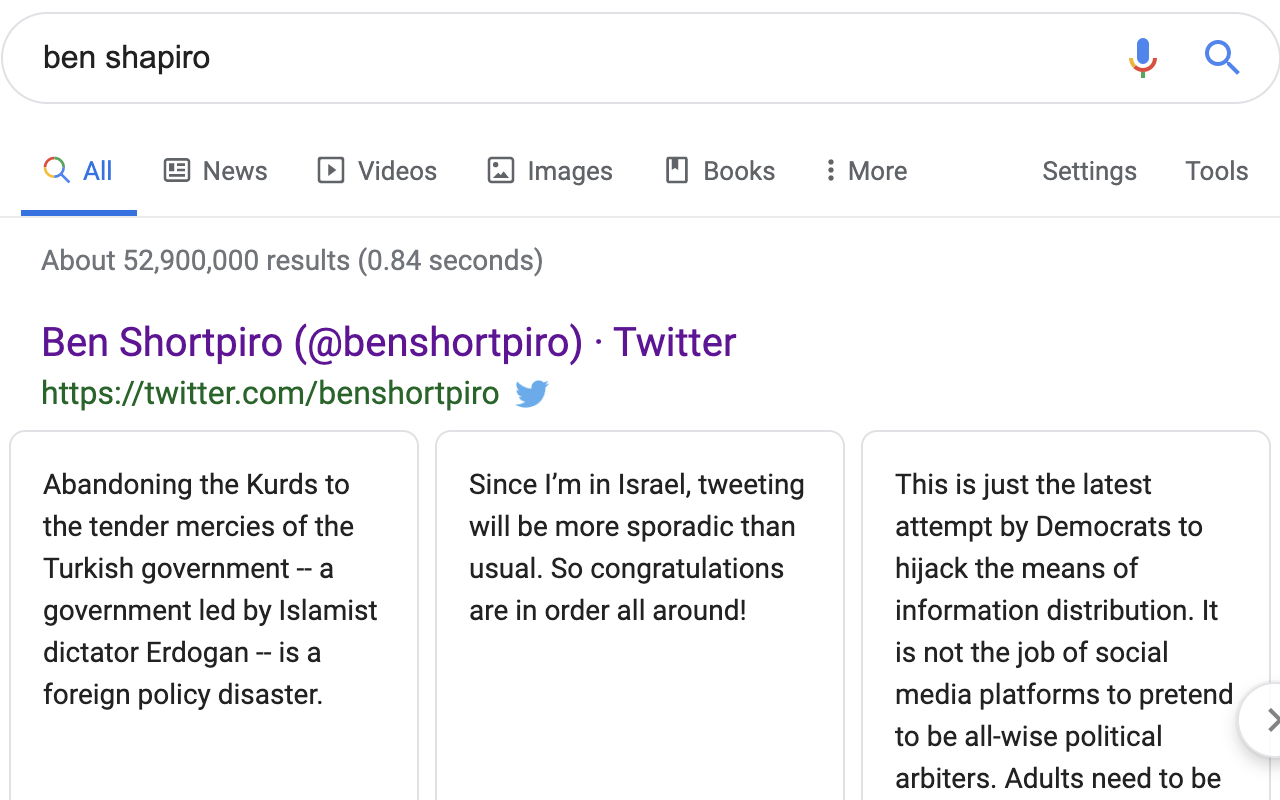 ben shapiro
All News Videos Images Books More Settings Tools
About 52,900,000 results (0.84 seconds)
Ben Shortpiro (@benshortpiro) · Twitter
https://twitter.com/benshortpiro
Abandoning the Kurds to
the tender mercies of the
Turkish government -- a
government led by Islamist
dictator Erdogan -- is a
foreign policy disaster.
Since I’m in Israel, tweeting
will be more sporadic than
usual. So congratulations
are in order all around!
This is just the latest
attempt by Democrats to
hijack the means of
information distribution. It
is not the job of social
media platforms to pretend
to be all-wise political
arbiters. Adults need to be